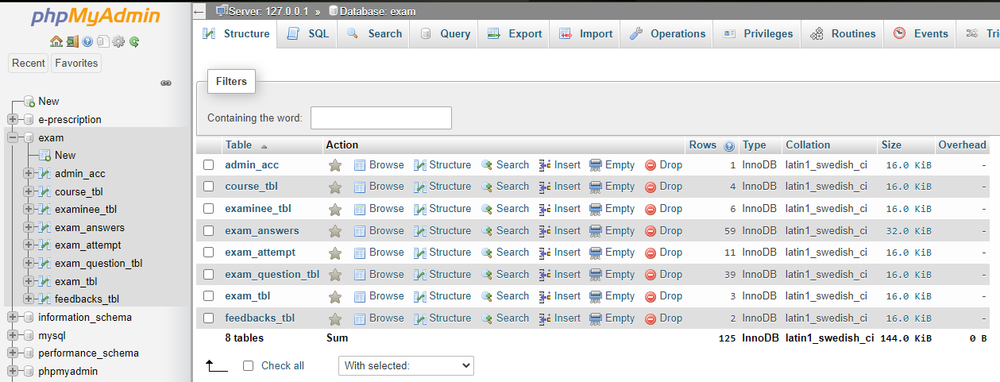 phpMyAdmin
Recent Favorites
New
e-prescription
exam
New
admin_acc
course_tbl
examinee_tbl
exam_answers
exam_attempt
exam_question_tbl
exam_tbl
feedbacks_tbl
information_schema
mysql
performance_schema
phpmyadmin
Server: 127.0.0.1 » Database: exam
Structure SQL Search Query Export Import Operations Privileges Routines Events Tri
Filters
Containing the word:
Table Action Rows Type Collation Size Overhead
admin_acc Browse Structure Search Insert Empty Drop 1 InnoDB latin1_swedish_ci 16.0 KiB -
course_tbl Browse Structure Search Insert Empty Drop 4 InnoDB latin1_swedish_ci 16.0 KiB -
examinee_tbl Browse Structure Search Insert Empty Drop 6 InnoDB latin1_swedish_ci 16.0 KiB -
exam_answers Browse Structure Search Insert Empty Drop 59 InnoDB latin1_swedish_ci 32.0 KiB -
exam_attempt Browse Structure Search Insert Empty Drop 11 InnoDB latin1_swedish_ci 16.0 KiB -
exam_question_tbl Browse Structure Search Insert Empty Drop 39 InnoDB latin1_swedish_ci 16.0 KiB -
exam_tbl Browse Structure Search Insert Empty Drop 3 InnoDB latin1_swedish_ci 16.0 KiB -
feedbacks_tbl Browse Structure Search Insert Empty Drop 2 InnoDB latin1_swedish_ci 16.0 KiB -
8 tables Sum 125 InnoDB latin1_swedish_ci 144.0 KiB 0 B
Check all With selected: